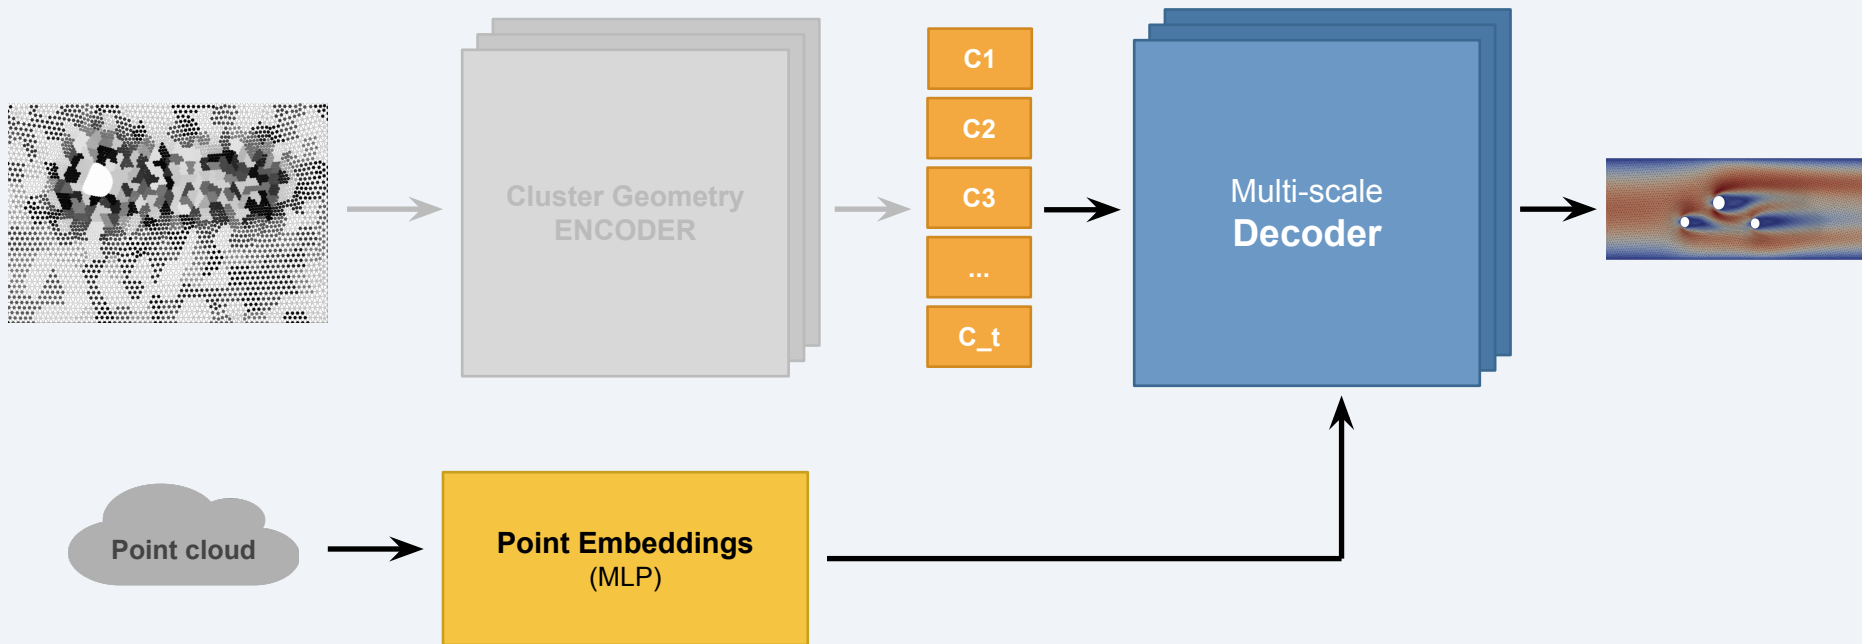 Cluster Geometry
ENCODER
C1
C2
C3
...
C_t
Multi-scale
Decoder
Point cloud
Point Embeddings
(MLP)